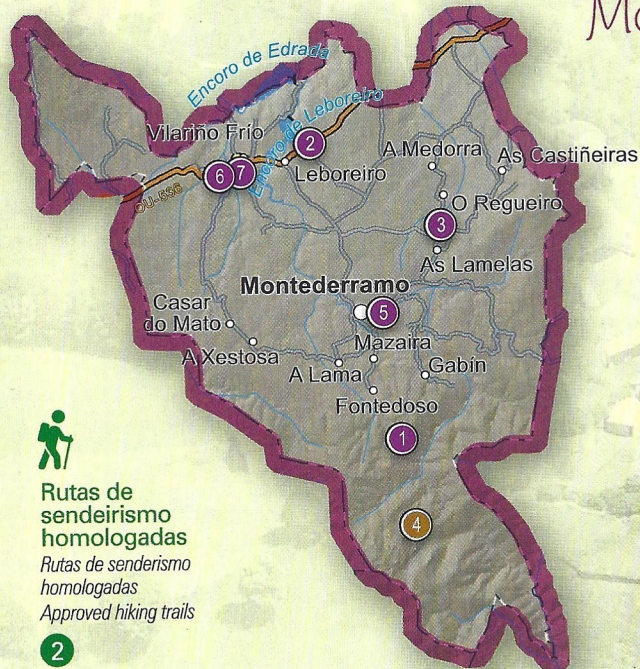 Mo
Encoro de Edrada
Encoro de Leboreiro
Vilariño Frío
2
A Medorra
As Castiñeiras
6
7
Leboreiro
OU-536
O Regueiro
3
As Lamelas
Montederramo
5
Casar
do Mato
Mazaira
A Xestosa
A Lama
Gabín
Fontedoso
1
4
Rutas de
sendeirismo
homologadas
Rutas de senderismo
homologadas
Approved hiking trails
2